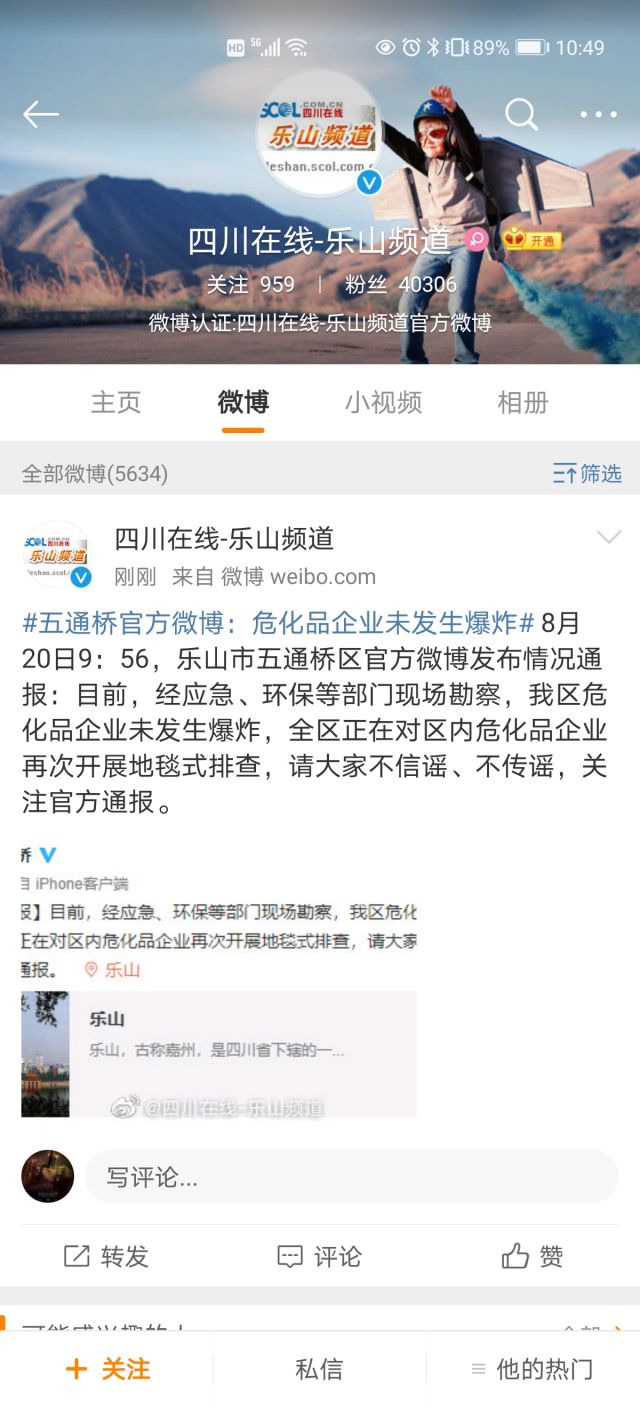 HD 5G 89% 10:49
SCOL.COM.CN
四川在线
乐山频道
leshan.scol.com.c
四川在线-乐山频道 开通
关注 959 | 粉丝 40306
微博认证:四川在线-乐山频道官方微博
主页 微博 小视频 相册
全部微博(5634) 筛选
四川在线-乐山频道
刚刚 来自 微博 weibo.com
#五通桥官方微博：危化品企业未发生爆炸# 8月
20日9：56，乐山市五通桥区官方微博发布情况通
报：目前，经应急、环保等部门现场勘察，我区危
化品企业未发生爆炸，全区正在对区内危化品企业
再次开展地毯式排查，请大家不信谣、不传谣，关
注官方通报。
桥
自 iPhone客户端
报】目前，经应急、环保等部门现场勘察，我区危化
正在对区内危化品企业再次开展地毯式排查，请大家
通报。 乐山
乐山
乐山，古称嘉州，是四川省下辖的一...
@四川在线-乐山频道
写评论...
转发 评论 赞
可能感兴趣的人 全部
+ 关注 私信 他的热门